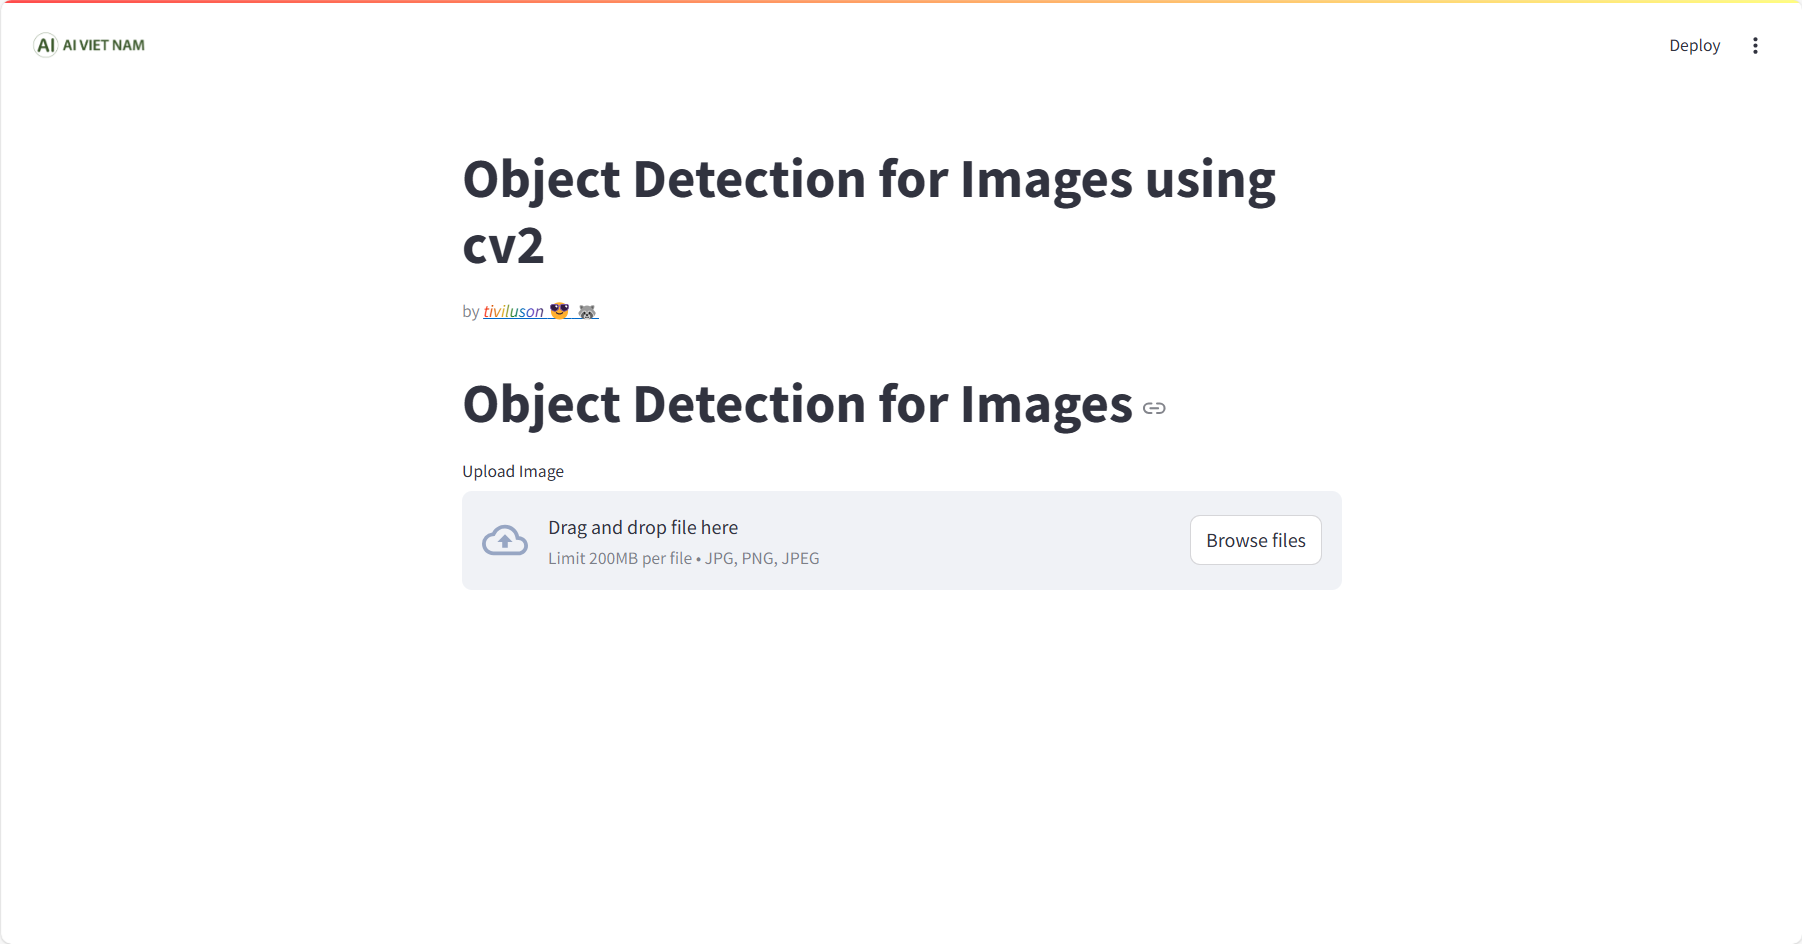 AI AI VIET NAM
Deploy
Object Detection for Images using
cv2
by tiviluson 😎 🦝
Object Detection for Images
Upload Image
Drag and drop file here
Limit 200MB per file • JPG, PNG, JPEG
Browse files